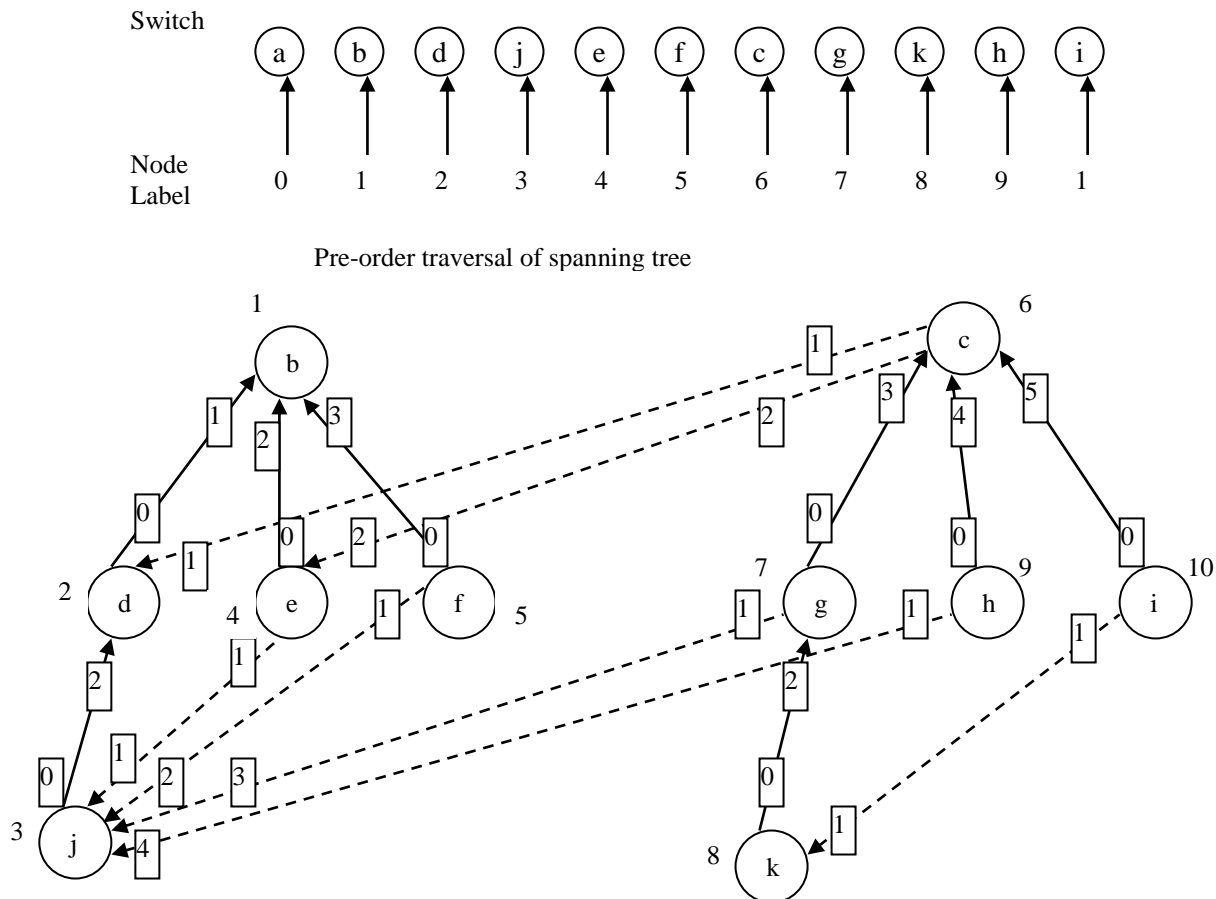 Switch
a b d j e f c g k h i
Node
Label
0 1 2 3 4 5 6 7 8 9 1
Pre-order traversal of spanning tree
1 6
b c
1
1 2 3 2 3 4 5
0 0 2 0 0 0 0
1
2 d 4 e f 5 7 g 9 h i 10
1 1 1 1 1
2 2
0 1 2 3 0
3 j 4 1
8 k